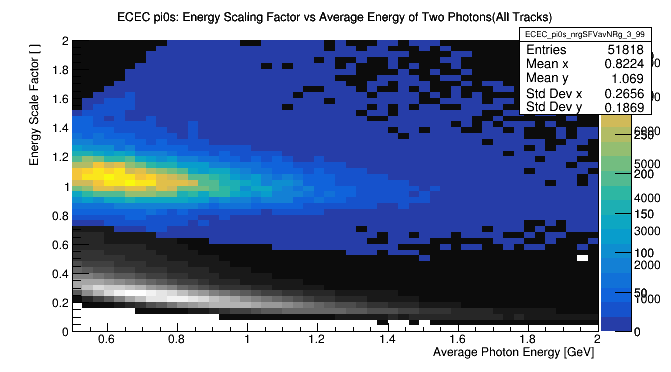 ECEC pi0s: Energy Scaling Factor vs Average Energy of Two Photons(All Tracks)
ECEC_pi0s_nrgSFVavNRg_3_99
Entries 51818
Mean x 0.8224
Mean y 1.069
Std Dev x 0.2656
Std Dev y 0.1869
Energy Scale Factor [ ]
2
1.8
1.6
1.4
1.2
1
0.8
0.6
0.4
0.2
0
0.6 0.8 1 1.2 1.4 1.6 1.8 2
Average Photon Energy [GeV]
250
5000
200
4000
150
3000
100
2000
50
1000
0